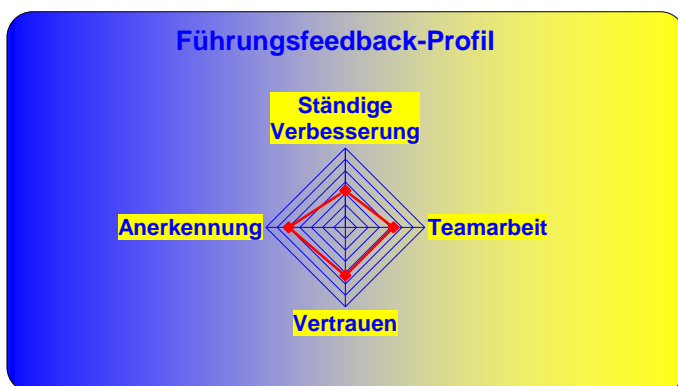 Führungsfeedback-Profil
Ständige
Verbesserung
Anerkennung
Teamarbeit
Vertrauen